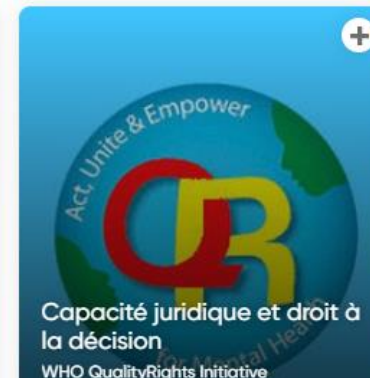 Act, Unite & Empower
QR
for Mental Health
Capacité juridique et droit à
la décision
WHO QualityRights Initiative